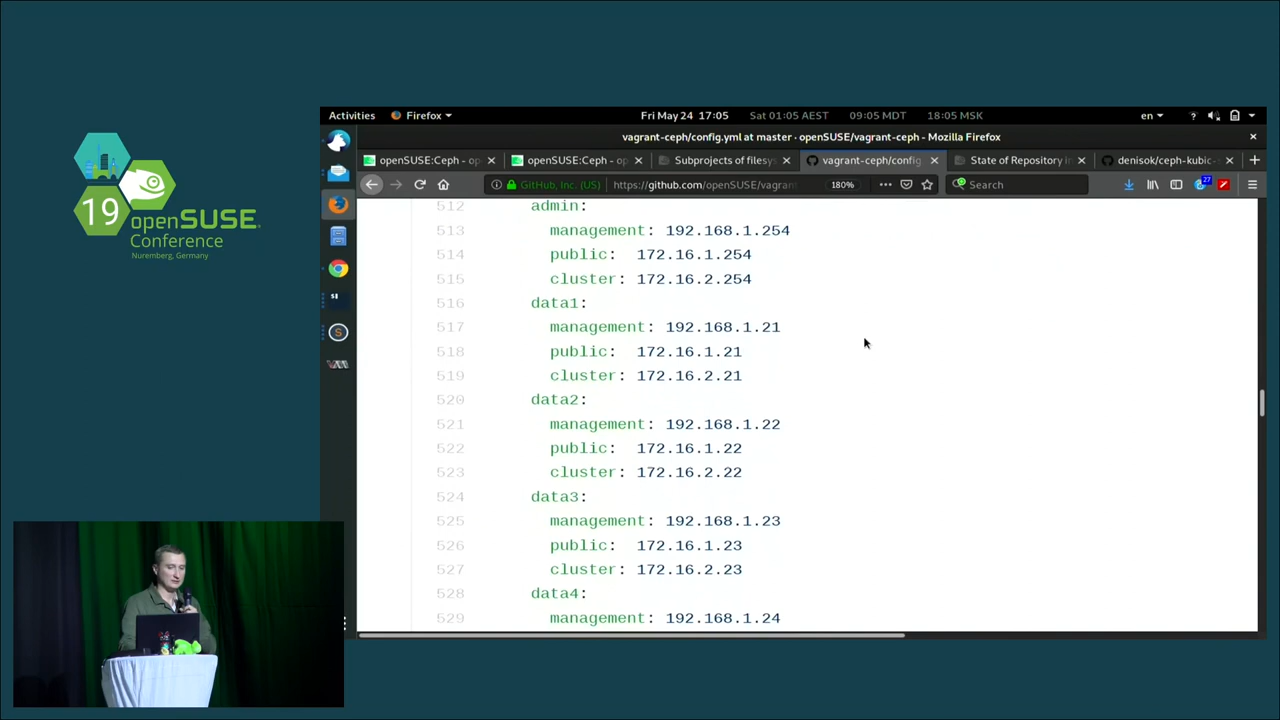 19
openSUSE
Conference
Nuremberg, Germany
Activities Firefox Fri May 24 17:05 Sat 01:05 AEST 09:05 MDT 18:05 MSK en
vagrant-ceph/config.yml at master · openSUSE/vagrant-ceph - Mozilla Firefox
openSUSE:Ceph - op openSUSE:Ceph - op Subprojects of filesy vagrant-ceph/config State of Repository in denisok/ceph-kubic-
GitHub, Inc. (US) https://github.com/openSUSE/vagran 180% Search 27
512 admin:
513 management: 192.168.1.254
514 public: 172.16.1.254
515 cluster: 172.16.2.254
516 data1:
517 management: 192.168.1.21
518 public: 172.16.1.21
519 cluster: 172.16.2.21
520 data2:
521 management: 192.168.1.22
522 public: 172.16.1.22
523 cluster: 172.16.2.22
524 data3:
525 management: 192.168.1.23
526 public: 172.16.1.23
527 cluster: 172.16.2.23
528 data4:
529 management: 192.168.1.24